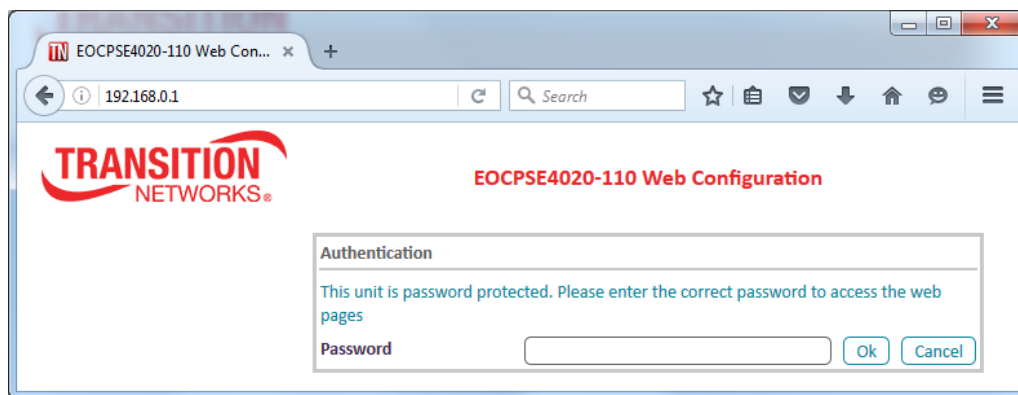 EOCPSE4020-110 Web Con...
192.168.0.1
Search
TRANSITION
NETWORKS®
EOCPSE4020-110 Web Configuration
Authentication
This unit is password protected. Please enter the correct password to access the web
pages
Password
Ok
Cancel